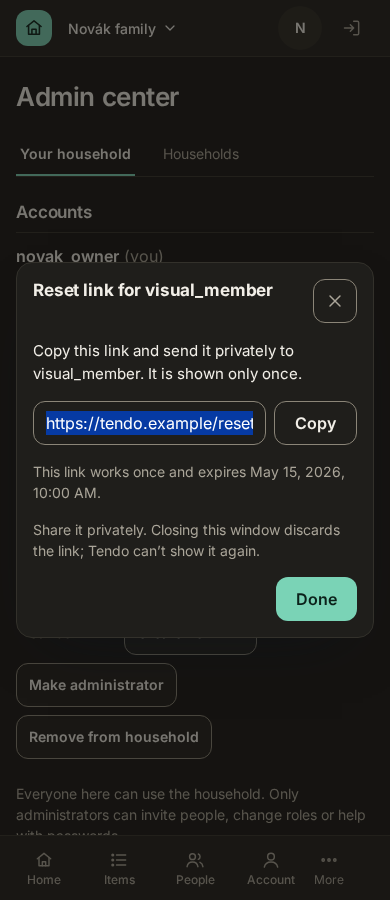 Novák family
N
Admin center
Your household
Households
Accounts
novak_owner (you)
Reset link for visual_member
Copy this link and send it privately to
visual_member. It is shown only once.
https://tendo.example/reset
Copy
This link works once and expires May 15, 2026,
10:00 AM.
Share it privately. Closing this window discards
the link; Tendo can’t show it again.
Done
Make administrator
Remove from household
Everyone here can use the household. Only
administrators can invite people, change roles or help
with passwords.
Home
Items
People
Account
More